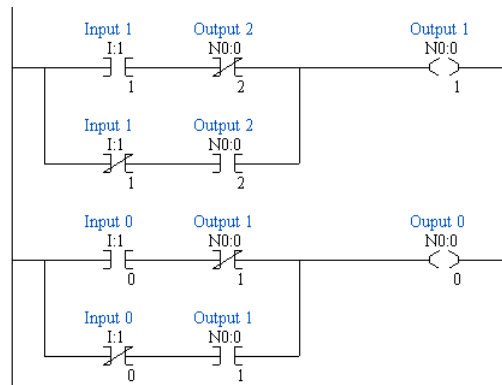 Input 1 Output 2 Output 1
I:1 N0:0 N0:0
1 2 1
Input 1 Output 2
I:1 N0:0
1 2
Input 0 Output 1 Ouput 0
I:1 N0:0 N0:0
0 1 0
Input 0 Output 1
I:1 N0:0
0 1